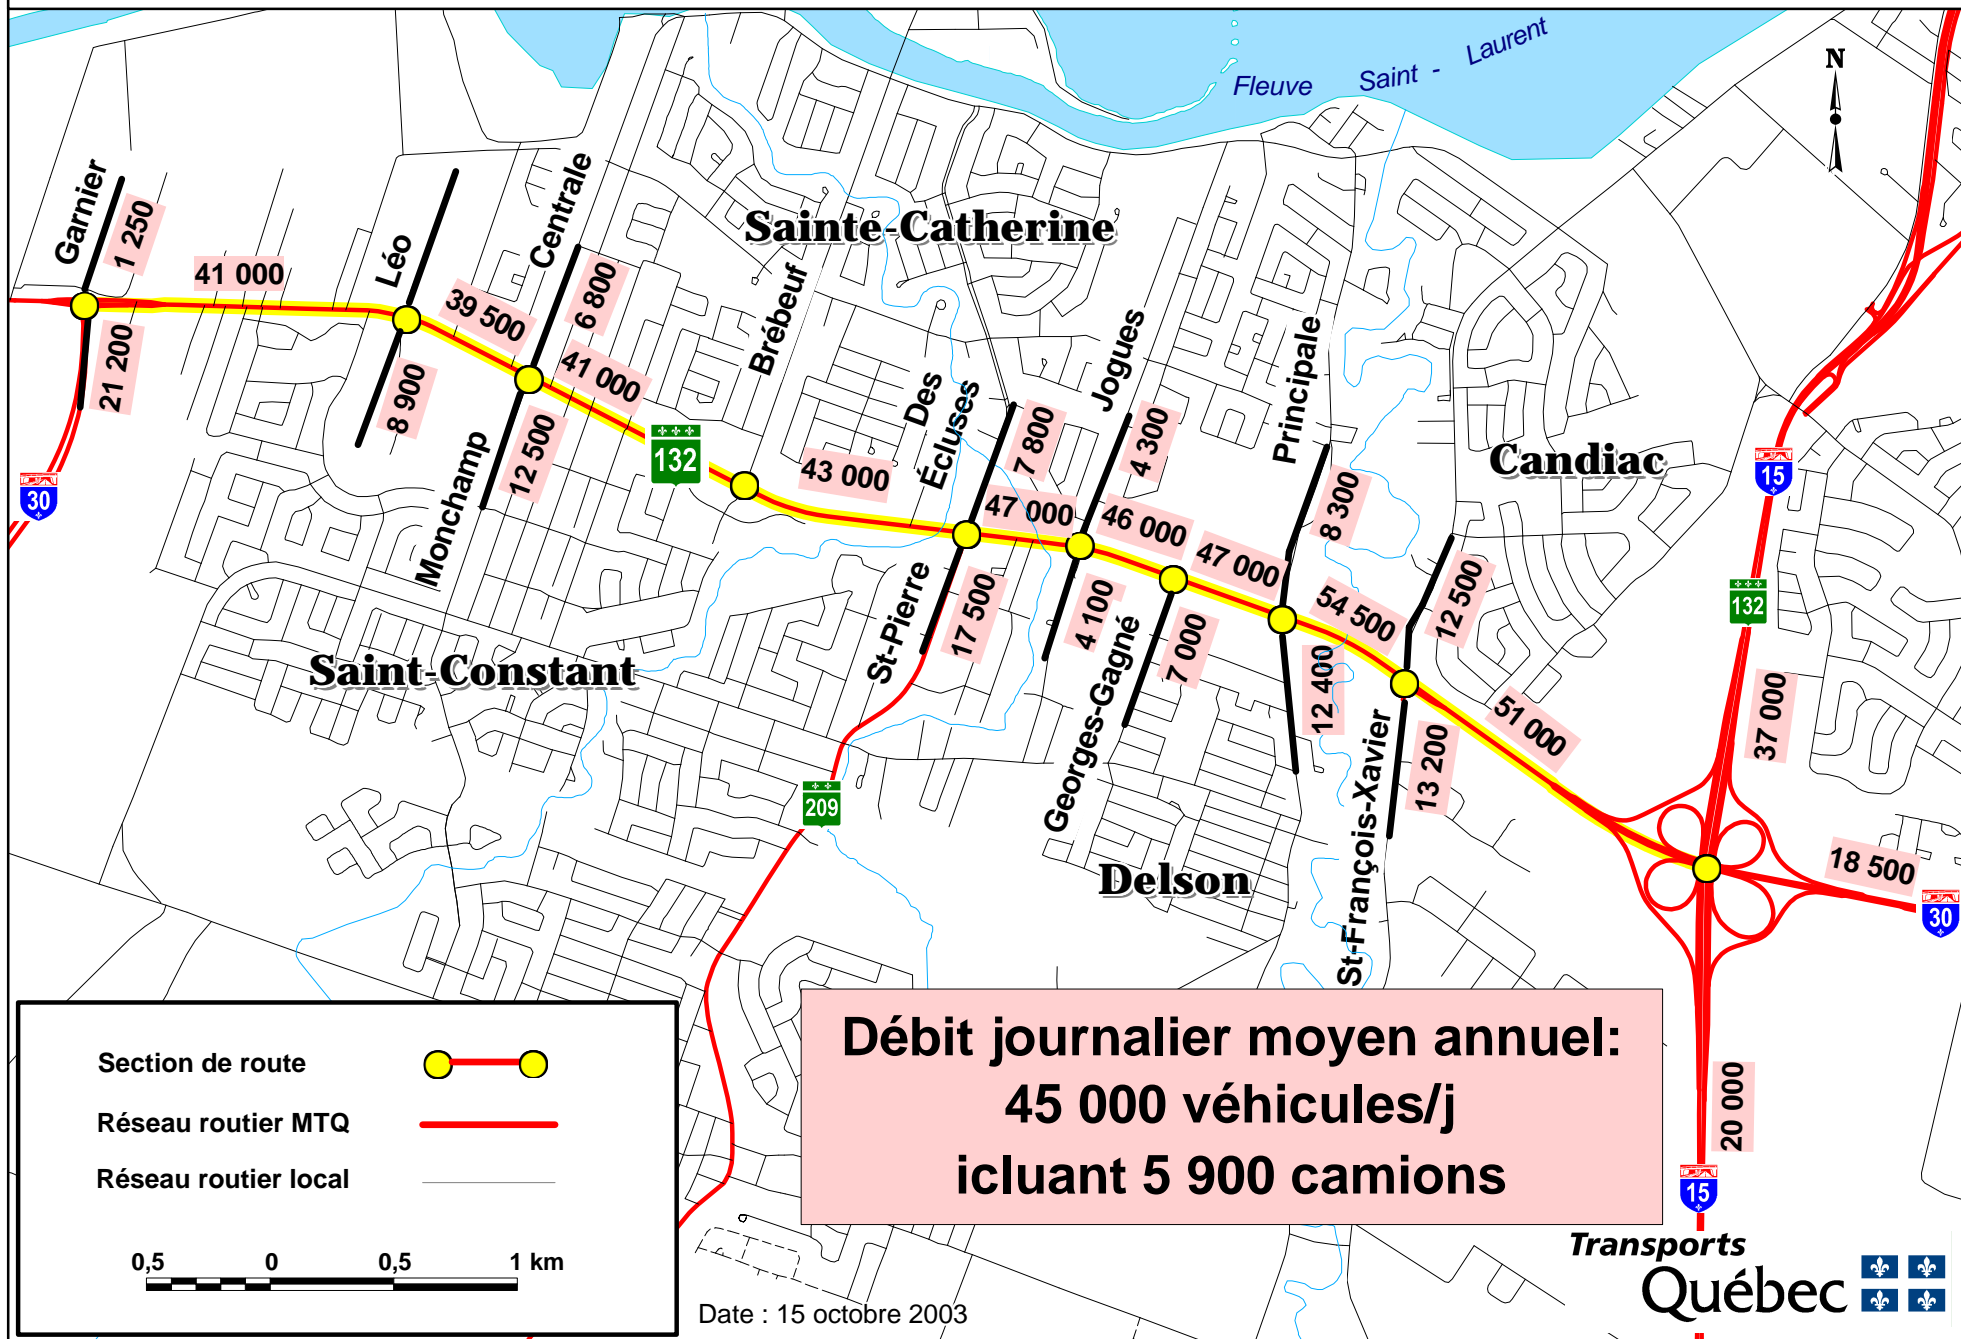 Fleuve Saint - Laurent
N
Garnier
1 250
41 000
21 200
30
Léo
39 500
8 900
Centrale
6 800
41 000
Monchamp
12 500
132
Sainte-Catherine
Brébeuf
43 000
Des
Écluses
7 800
47 000
St-Pierre
17 500
Jogues
4 300
46 000
4 100
47 000
Georges-Gagné
7 000
Principale
8 300
54 500
12 400
12 500
St-François-Xavier
13 200
51 000
Candiac
15
132
37 000
18 500
30
20 000
15
Saint-Constant
209
Delson
Section de route
Réseau routier MTQ
Réseau routier local
0,5 0 0,5 1 km
Débit journalier moyen annuel:
45 000 véhicules/j
icluant 5 900 camions
Date : 15 octobre 2003
Transports
Québec